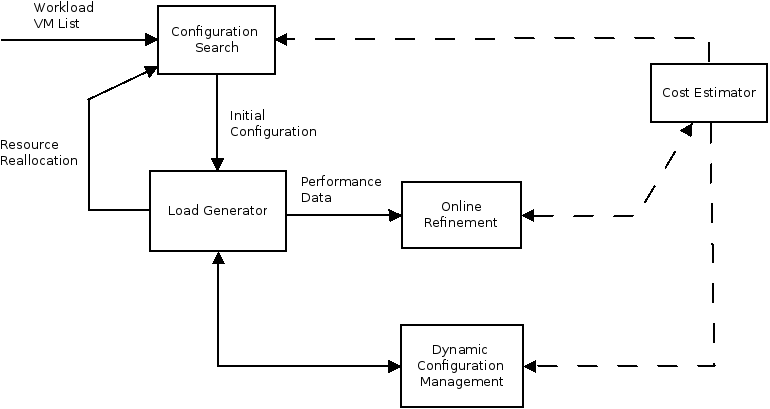 Workload
VM List
Configuration
Search
Cost Estimator
Initial
Configuration
Resource
Reallocation
Load Generator
Performance
Data
Online
Refinement
Dynamic
Configuration
Management